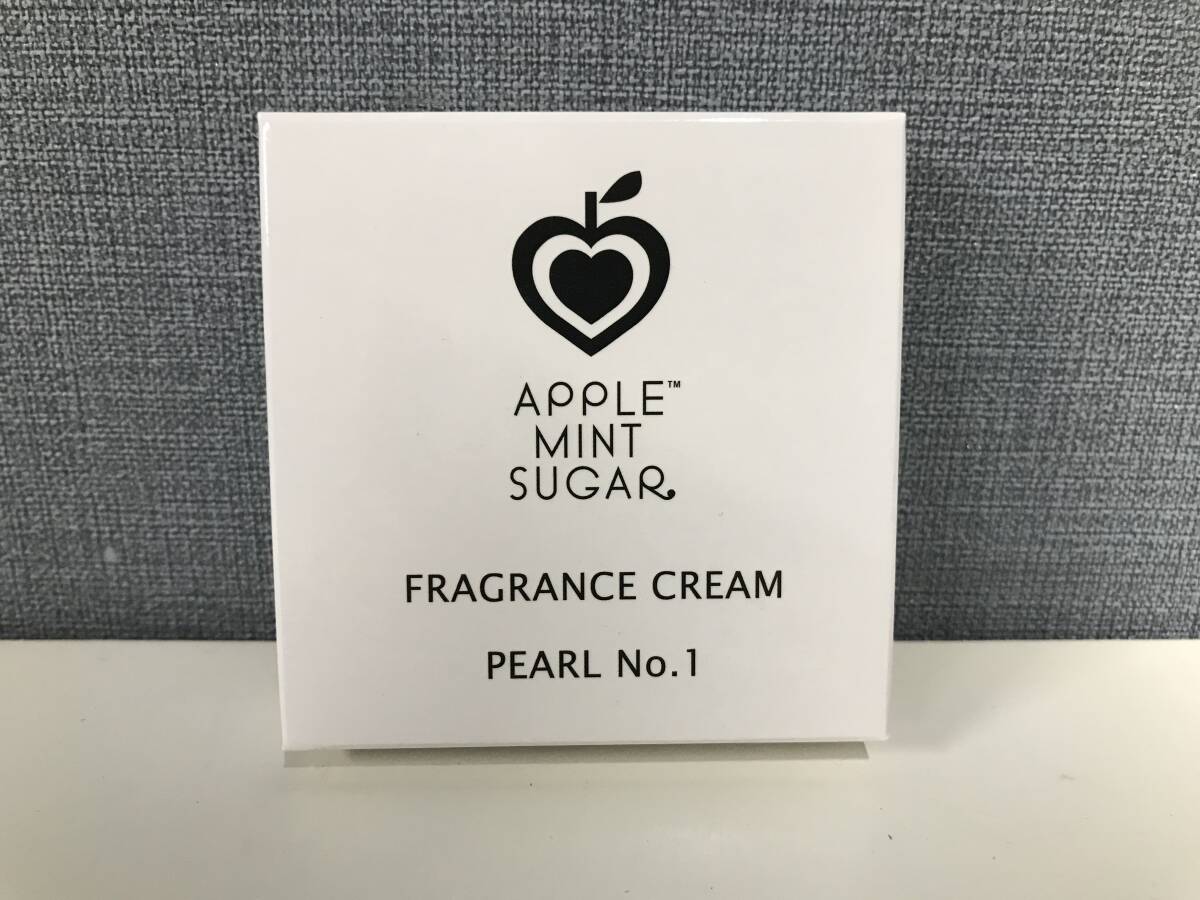 APPLE™
MINT
SUGAR
FRAGRANCE CREAM
PEARL No.1